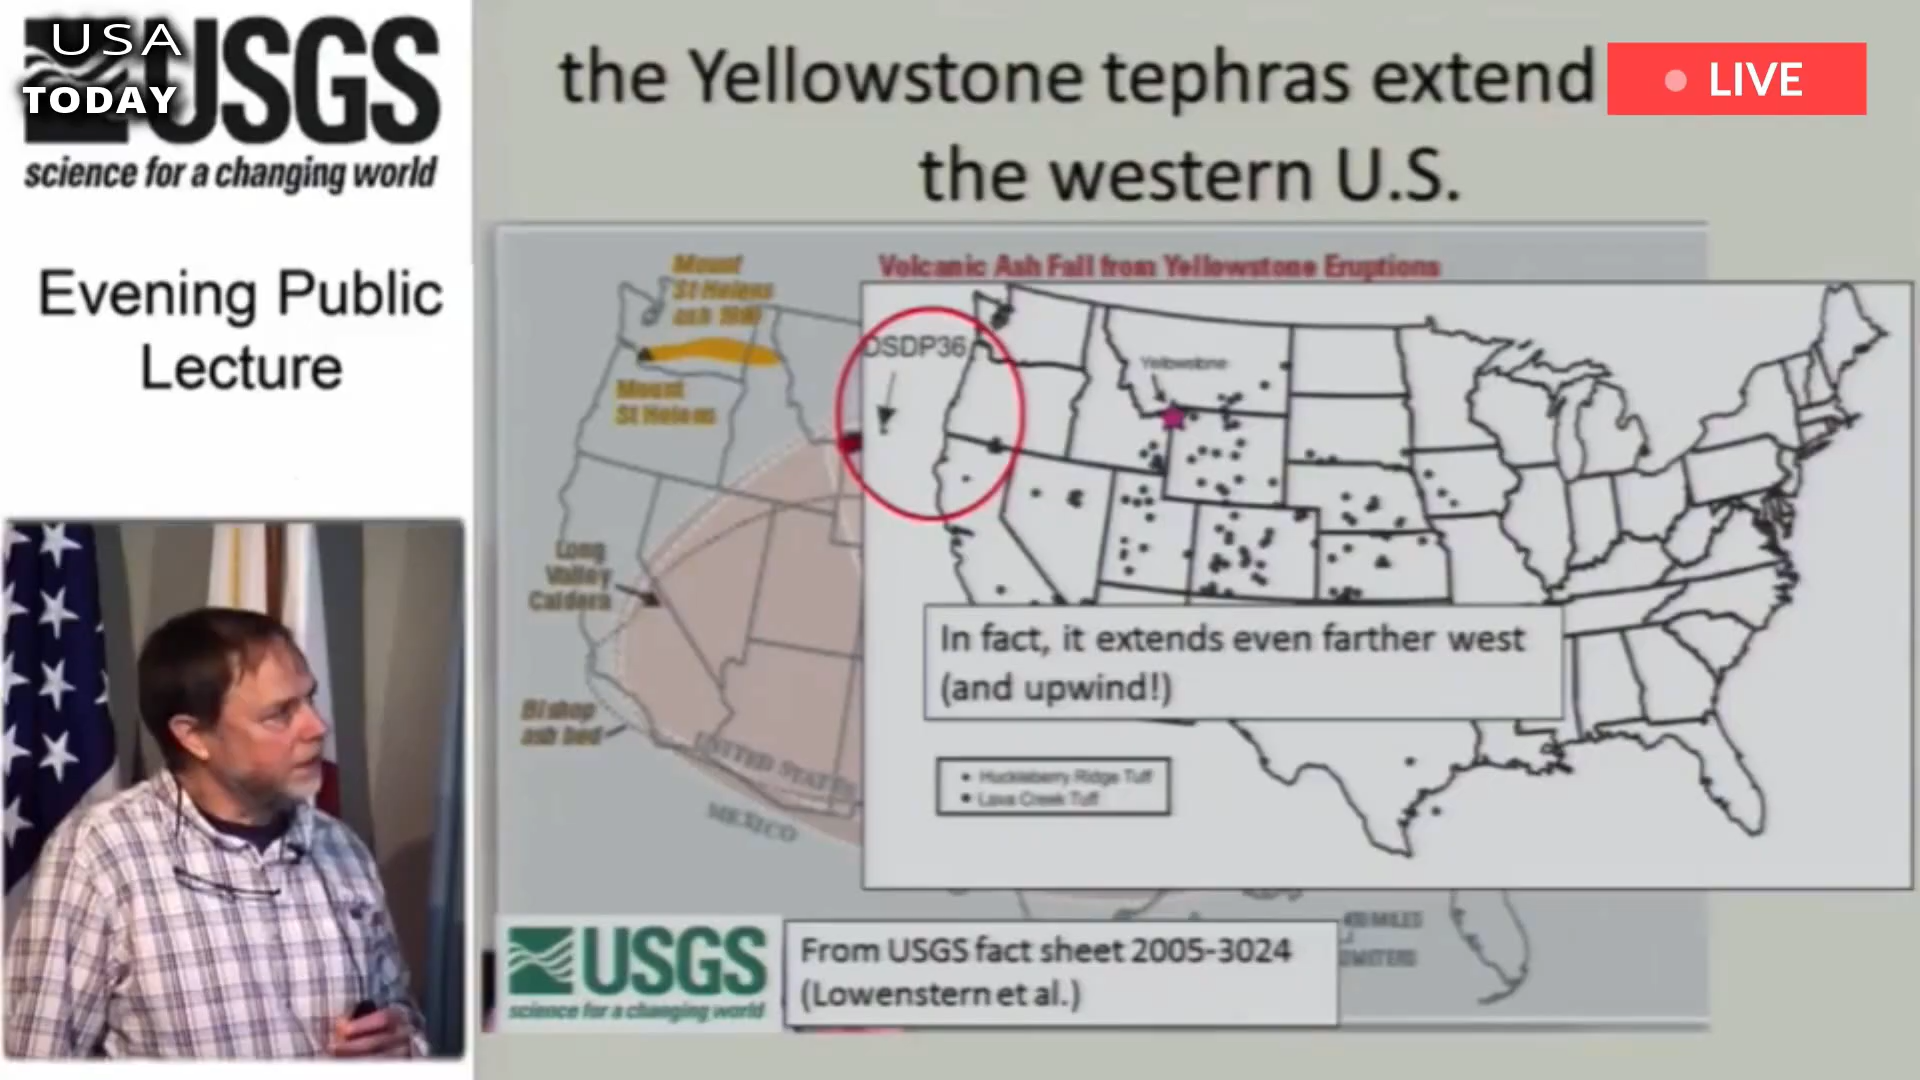 USA
TODAY
USGS
science for a changing world
Evening Public
Lecture
the Yellowstone tephras extend
the western U.S.
LIVE
Volcanic Ash Fall from Yellowstone Eruptions
Mount
St Helens
ash
Mount
St Helens
DSDP36
Yellowstone
Long
Valley
Caldera
Bishop
ash bed
UNITED STATES
MEXICO
In fact, it extends even farther west
(and upwind!)
• Huckleberry Ridge Tuff
• Lava Creek Tuff
USGS
science for a changing world
From USGS fact sheet 2005-3024
(Lowenstern et al.)
MILES